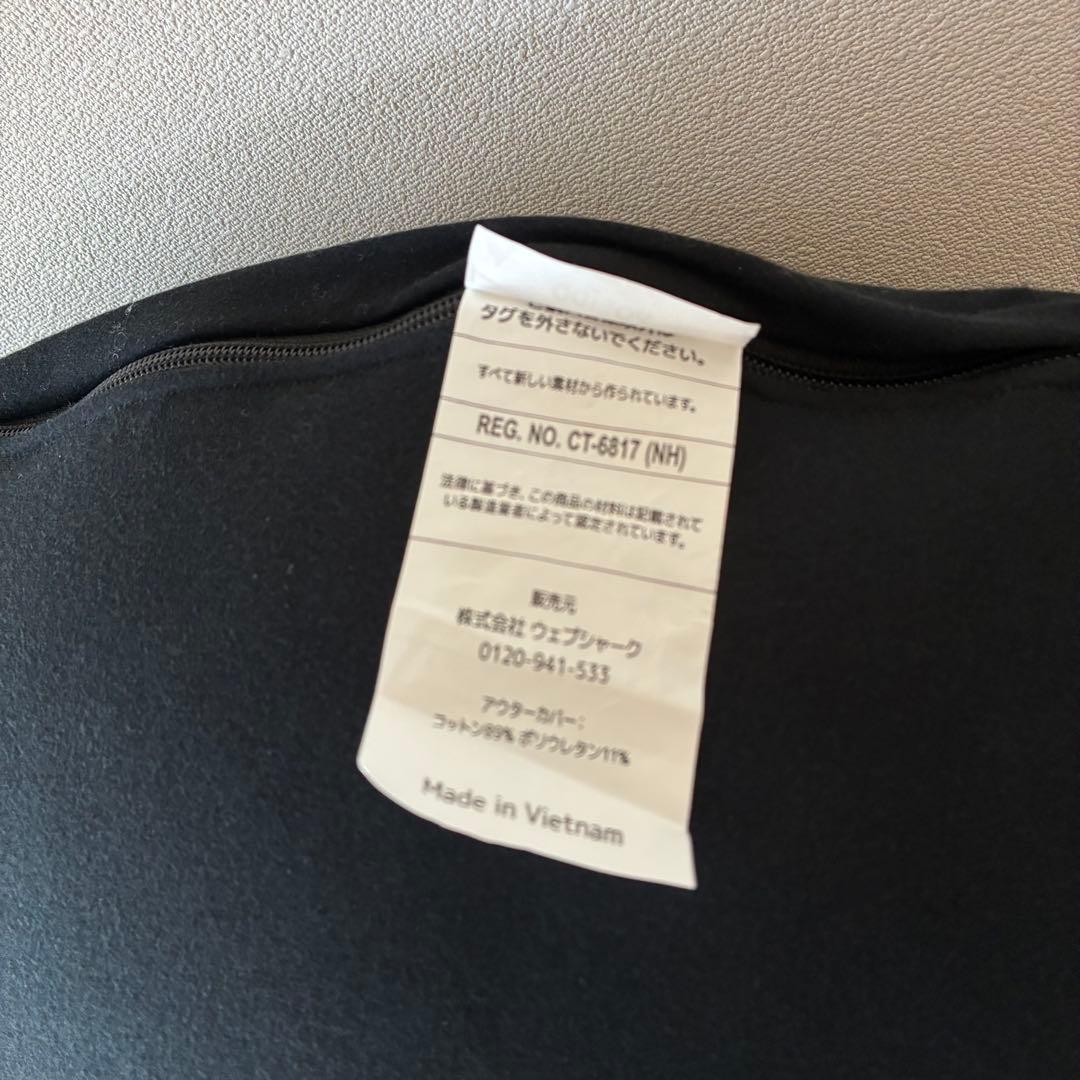 タグを外さないでください。
すべて新しい素材から作られています。
REG. NO. CT-6817 (NH)
法律に基づき、この商品の材料は記載されて
いる製造業者によって認定されています。
販売元
株式会社 ウェブシャーク
0120-941-533
アウターカバー：
コットン89% ポリウレタン11%
Made in Vietnam